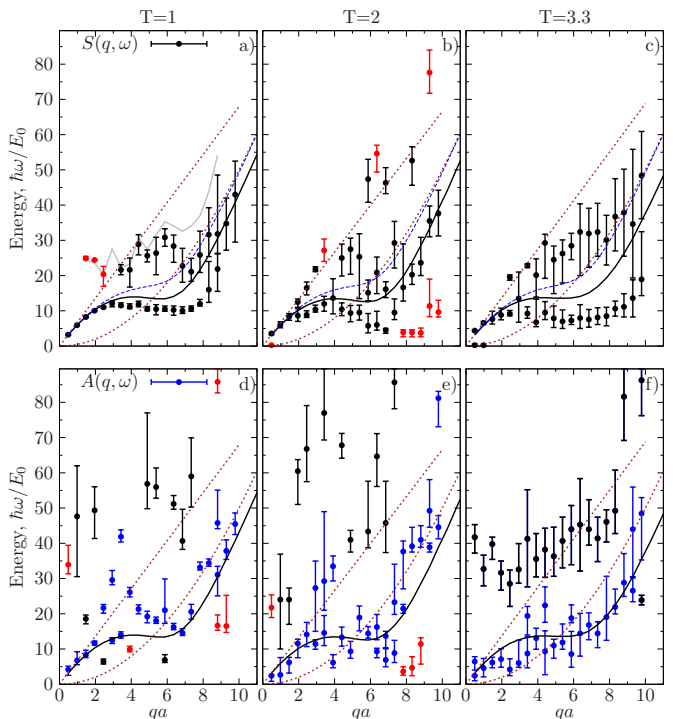 T=1 T=2 T=3.3
S(q, ω) a) b) c)
Energy, ħω/E₀
0 10 20 30 40 50 60 70 80
A(q, ω) d) e) f)
Energy, ħω/E₀
0 10 20 30 40 50 60 70 80
0 2 4 6 8 10 0 2 4 6 8 10 0 2 4 6 8 10
qa qa qa